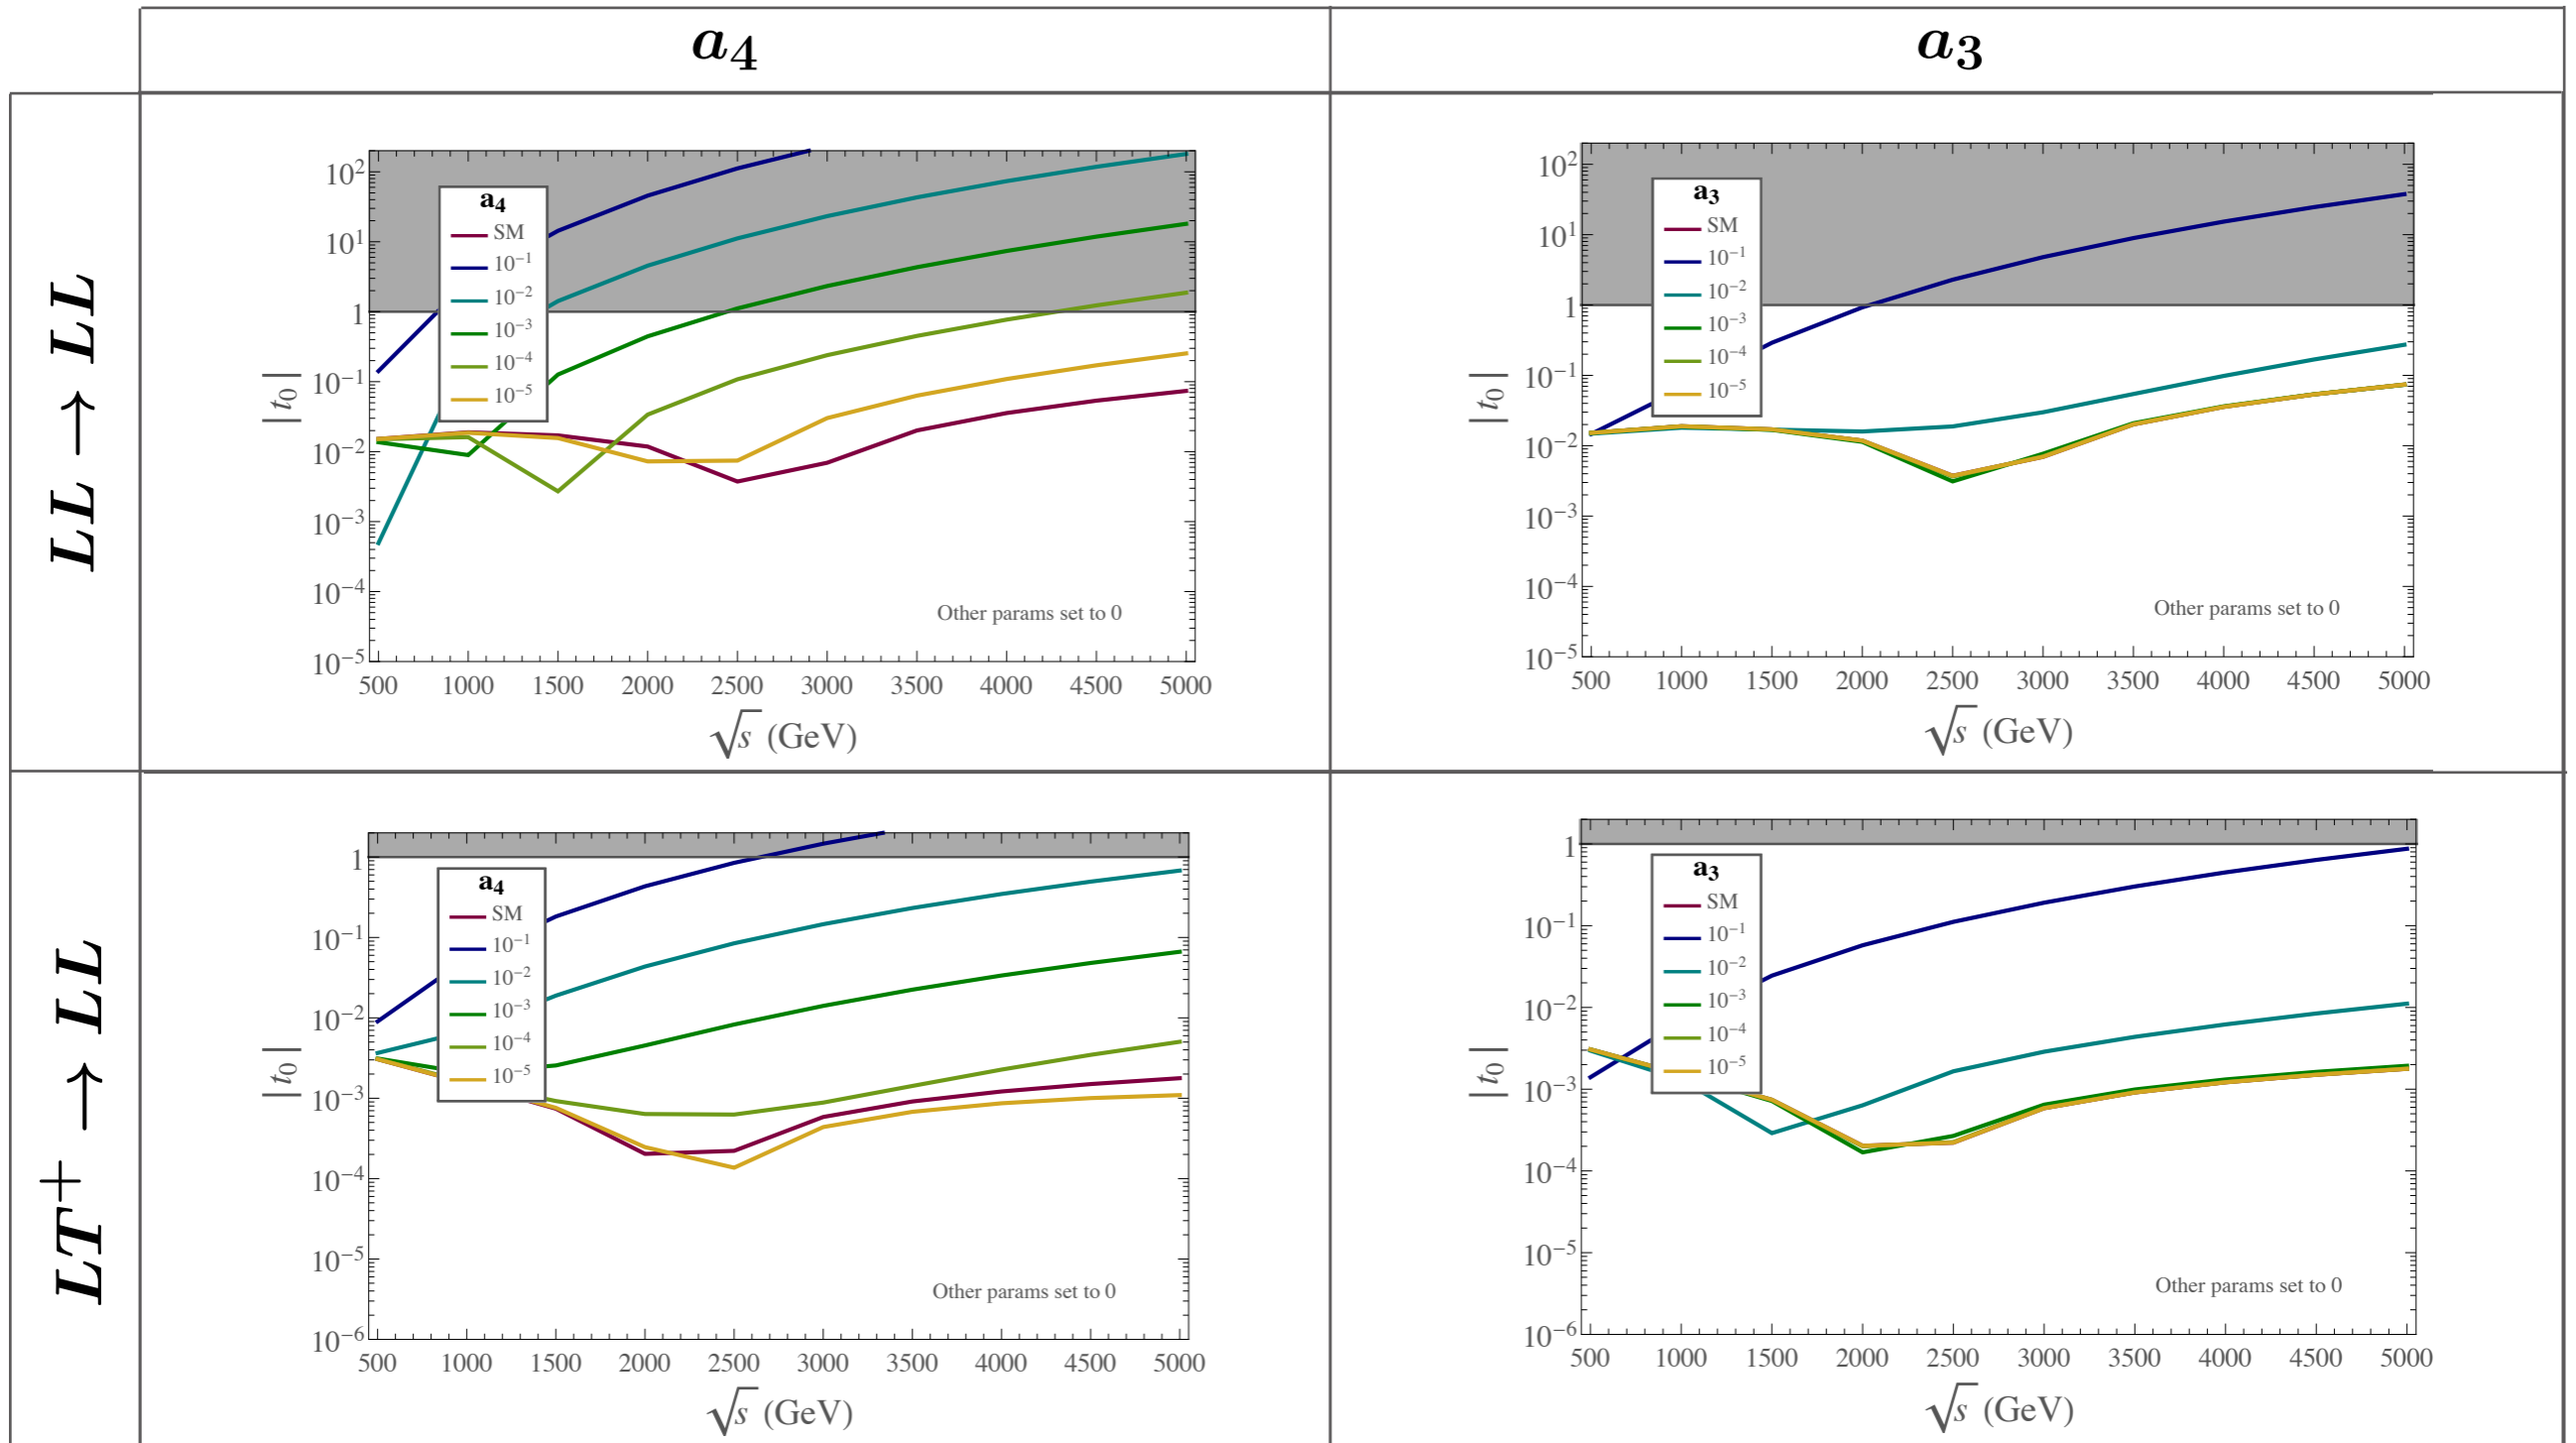 a₄
a₃
LL → LL
10²
10¹
1
10⁻¹
10⁻²
10⁻³
10⁻⁴
10⁻⁵
|t₀|
a₄
SM
10⁻¹
10⁻²
10⁻³
10⁻⁴
10⁻⁵
Other params set to 0
500 1000 1500 2000 2500 3000 3500 4000 4500 5000
√s (GeV)
10²
10¹
1
10⁻¹
10⁻²
10⁻³
10⁻⁴
10⁻⁵
|t₀|
a₃
SM
10⁻¹
10⁻²
10⁻³
10⁻⁴
10⁻⁵
Other params set to 0
500 1000 1500 2000 2500 3000 3500 4000 4500 5000
√s (GeV)
LT⁺ → LL
1
10⁻¹
10⁻²
10⁻³
10⁻⁴
10⁻⁵
10⁻⁶
|t₀|
a₄
SM
10⁻¹
10⁻²
10⁻³
10⁻⁴
10⁻⁵
Other params set to 0
500 1000 1500 2000 2500 3000 3500 4000 4500 5000
√s (GeV)
1
10⁻¹
10⁻²
10⁻³
10⁻⁴
10⁻⁵
10⁻⁶
|t₀|
a₃
SM
10⁻¹
10⁻²
10⁻³
10⁻⁴
10⁻⁵
Other params set to 0
500 1000 1500 2000 2500 3000 3500 4000 4500 5000
√s (GeV)